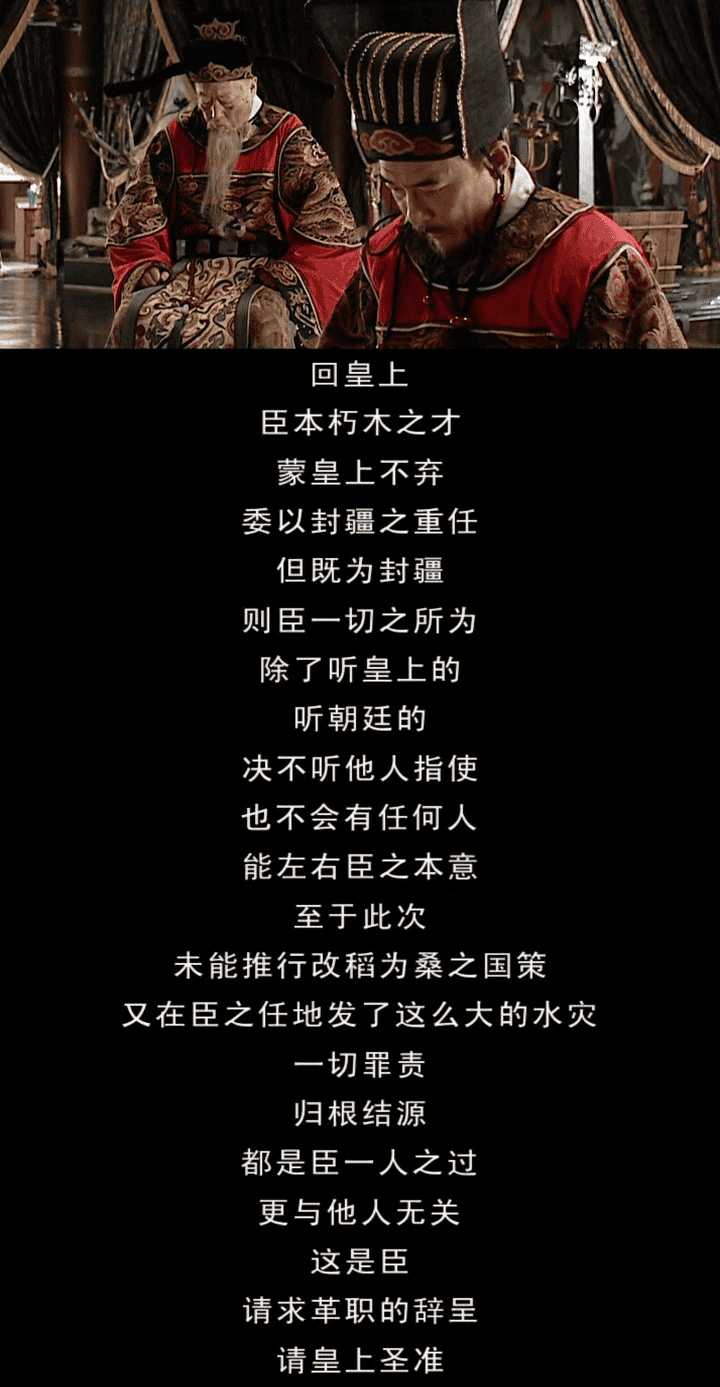 回皇上
臣本朽木之才
蒙皇上不弃
委以封疆之重任
但既为封疆
则臣一切之所为
除了听皇上的
听朝廷的
决不听他人指使
也不会有任何人
能左右臣之本意
至于此次
未能推行改稻为桑之国策
又在臣之任地发了这么大的水灾
一切罪责
归根结源
都是臣一人之过
更与他人无关
这是臣
请求革职的辞呈
请皇上圣准